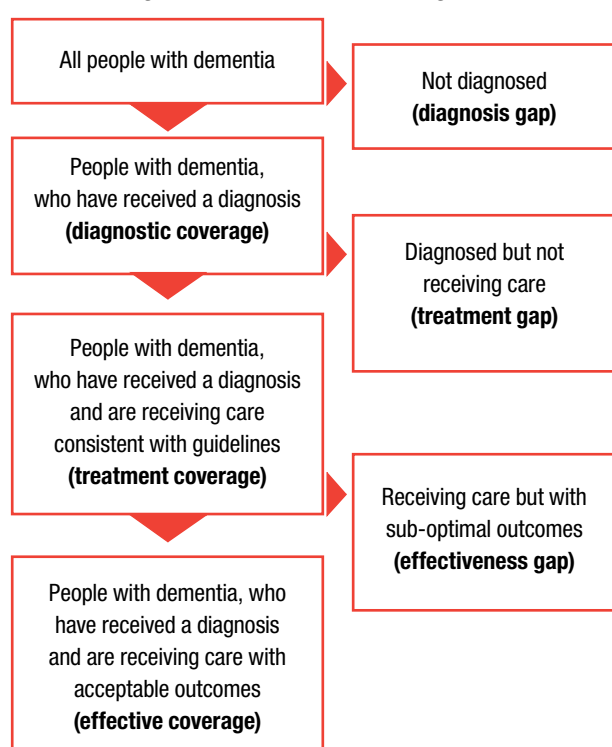 All people with dementia
Not diagnosed
(diagnosis gap)
People with dementia,
who have received a diagnosis
(diagnostic coverage)
Diagnosed but not
receiving care
(treatment gap)
People with dementia,
who have received a diagnosis
and are receiving care
consistent with guidelines
(treatment coverage)
Receiving care but with
sub-optimal outcomes
(effectiveness gap)
People with dementia, who
have received a diagnosis
and are receiving care with
acceptable outcomes
(effective coverage)